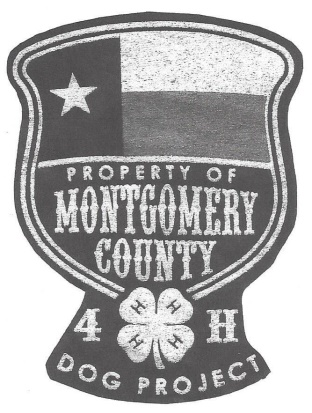 PROPERTY OF
MONTGOMERY
COUNTY
H H
4 H
H H
DOG PROJECT